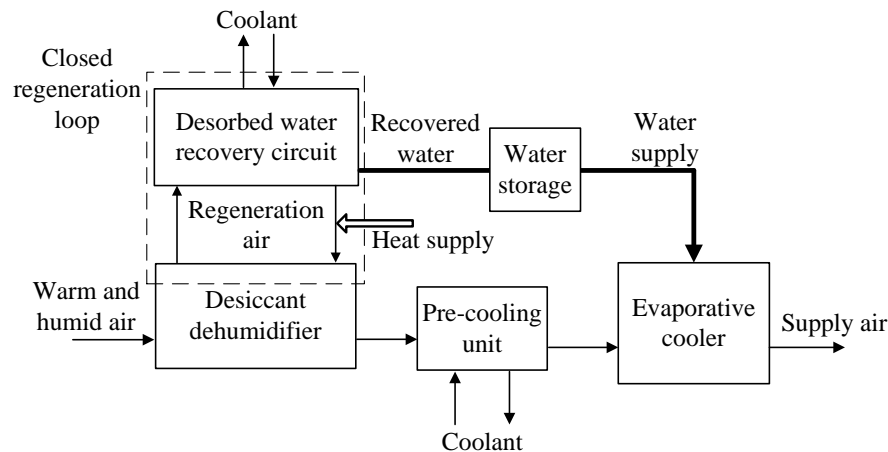 Coolant
Closed
regeneration
loop
Desorbed water
recovery circuit
Recovered
water
Water
storage
Water
supply
Regeneration
air
Heat supply
Warm and
humid air
Desiccant
dehumidifier
Pre-cooling
unit
Evaporative
cooler
Supply air
Coolant